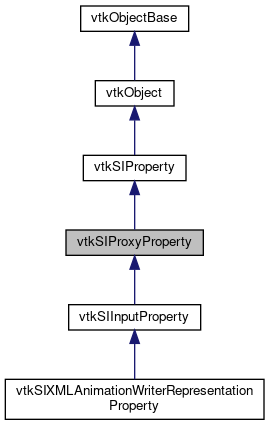 vtkObjectBase
vtkObject
vtkSIProperty
vtkSIProxyProperty
vtkSIInputProperty
vtkSIXMLAnimationWriterRepresentation
Property